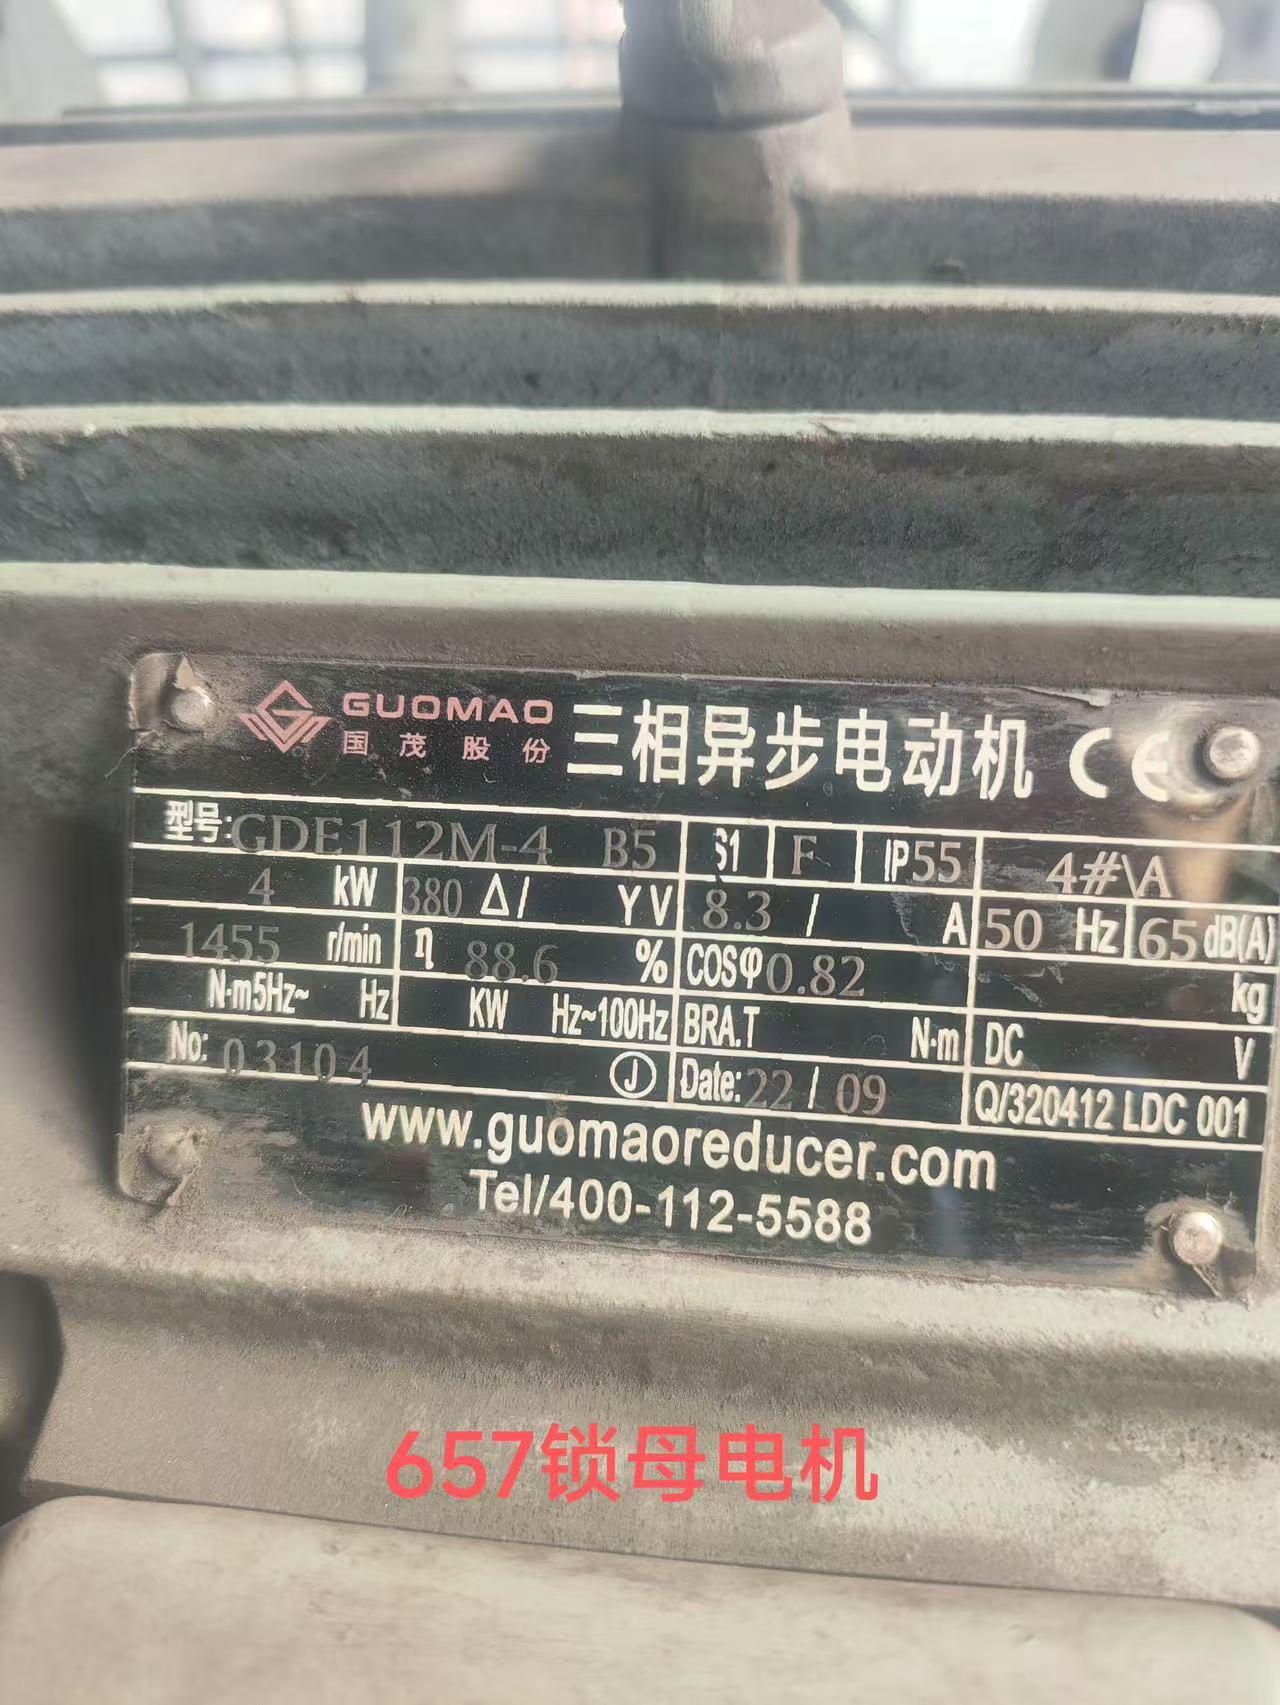 GUOMAO
国茂股份
三相异步电动机 CE
型号:GDE112M-4 B5 S1 F IP55 4#\A
4 kW 380 Δ/ Y V 8.3 / A 50 Hz 65 dB(A)
1455 r/min η 88.6 % COSφ 0.82 kg
N·m5Hz~ Hz KW Hz~100Hz BRA.T N·m DC V
No: 03104 J Date:22 / 09 Q/320412 LDC 001
www.guomaoreducer.com
Tel/400-112-5588
657锁母电机